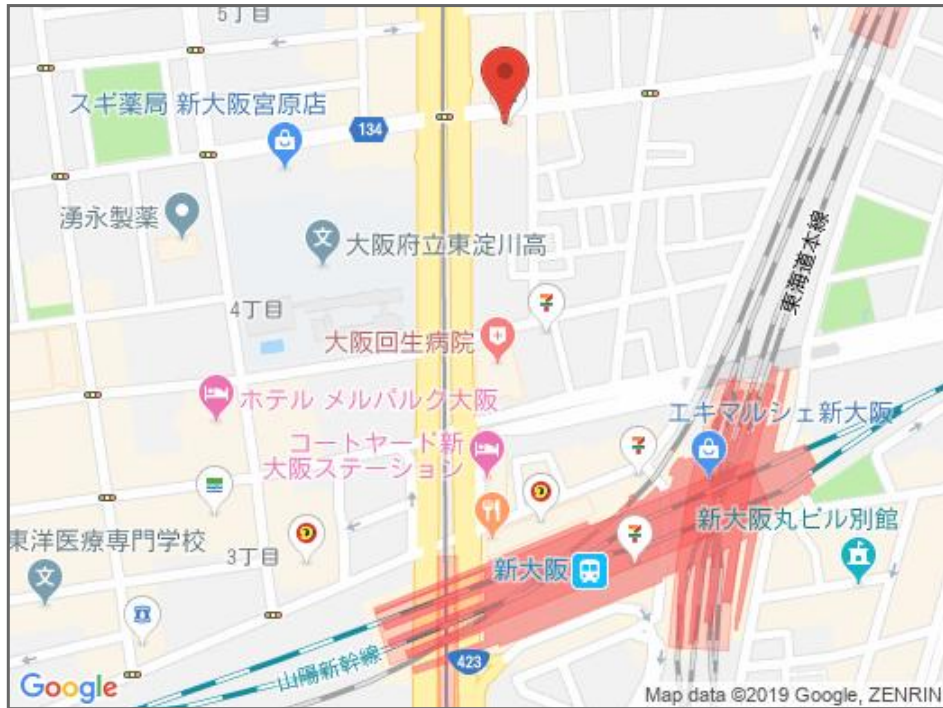 5丁目
スギ薬局 新大阪宮原店
134
湧永製薬
大阪府立東淀川高
東海道本線
4丁目
大阪回生病院
ホテル メルパルク大阪
エキマルシェ新大阪
コートヤード新
大阪ステーション
新大阪丸ビル別館
東洋医療専門学校
3丁目
新大阪
山陽新幹線
423
Google
Map data ©2019 Google, ZENRIN